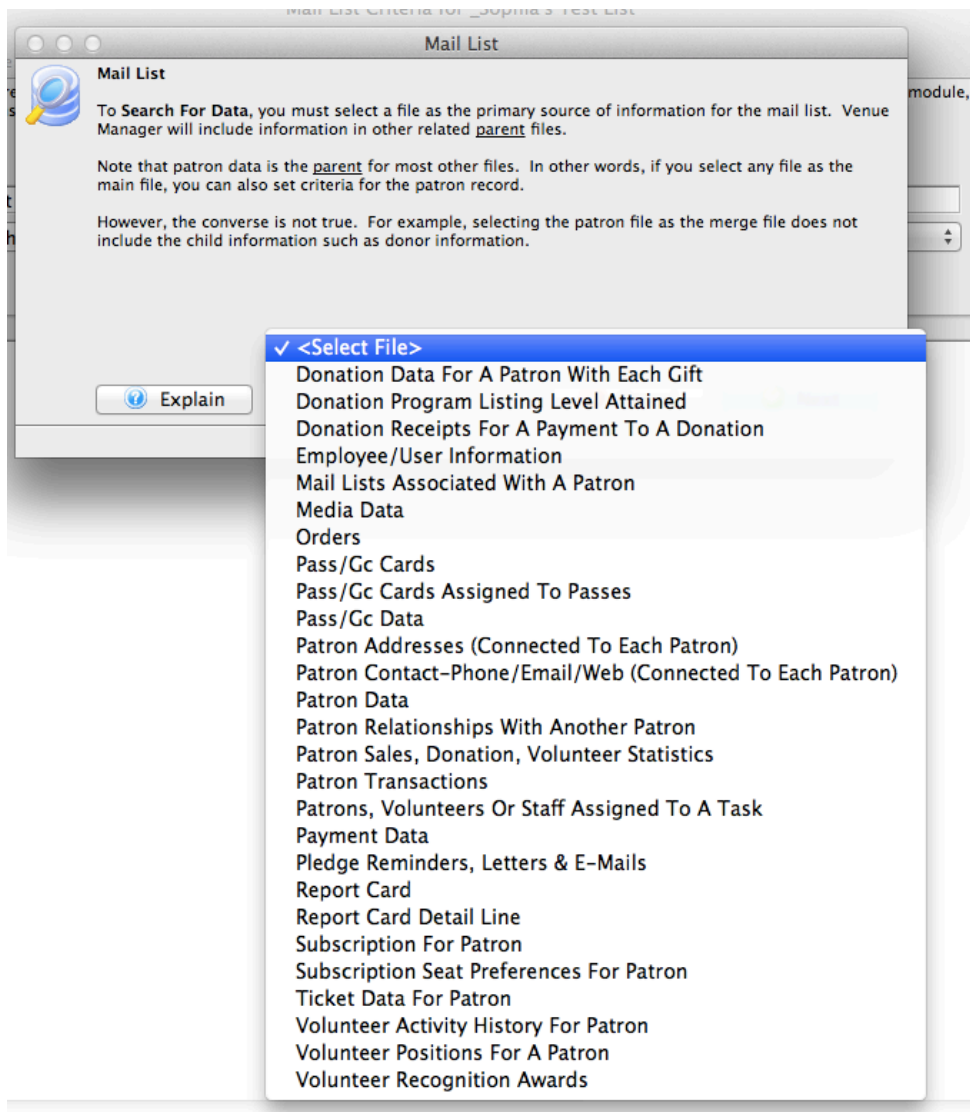 Mail List Criteria for _Sophia's Test List
Mail List
Mail List
module,
To Search For Data, you must select a file as the primary source of information for the mail list. Venue
Manager will include information in other related parent files.
Note that patron data is the parent for most other files. In other words, if you select any file as the
main file, you can also set criteria for the patron record.
However, the converse is not true. For example, selecting the patron file as the merge file does not
include the child information such as donor information.
✓ <Select File>
Donation Data For A Patron With Each Gift
Explain
Donation Program Listing Level Attained
Donation Receipts For A Payment To A Donation
Employee/User Information
Mail Lists Associated With A Patron
Media Data
Orders
Pass/Gc Cards
Pass/Gc Cards Assigned To Passes
Pass/Gc Data
Patron Addresses (Connected To Each Patron)
Patron Contact-Phone/Email/Web (Connected To Each Patron)
Patron Data
Patron Relationships With Another Patron
Patron Sales, Donation, Volunteer Statistics
Patron Transactions
Patrons, Volunteers Or Staff Assigned To A Task
Payment Data
Pledge Reminders, Letters & E-Mails
Report Card
Report Card Detail Line
Subscription For Patron
Subscription Seat Preferences For Patron
Ticket Data For Patron
Volunteer Activity History For Patron
Volunteer Positions For A Patron
Volunteer Recognition Awards